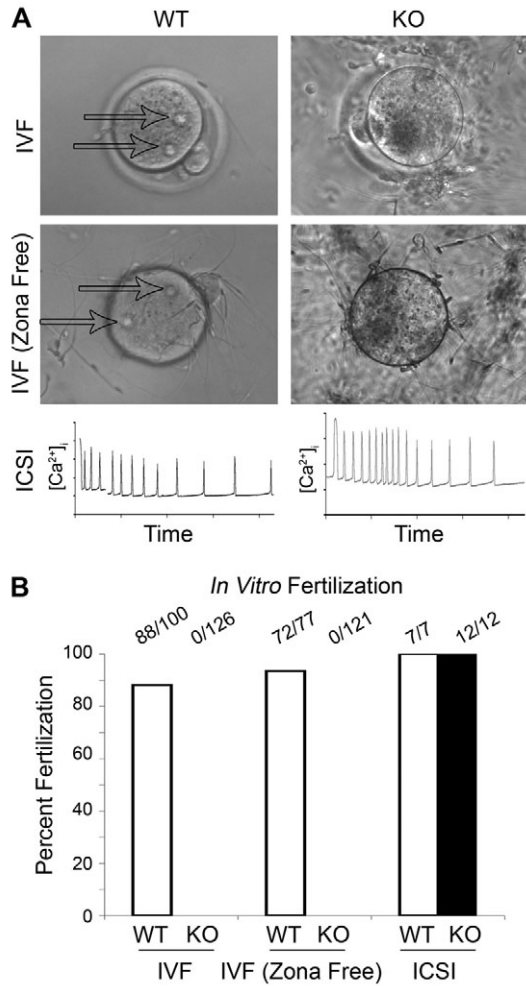 A
WT
KO
IVF
IVF (Zona Free)
ICSI
[Ca2+]i
[Ca2+]i
Time
Time
B
In Vitro Fertilization
88/100
0/126
72/77
0/121
7/7
12/12
Percent Fertilization
100
80
60
40
20
0
WT KO WT KO WT KO
IVF IVF (Zona Free) ICSI